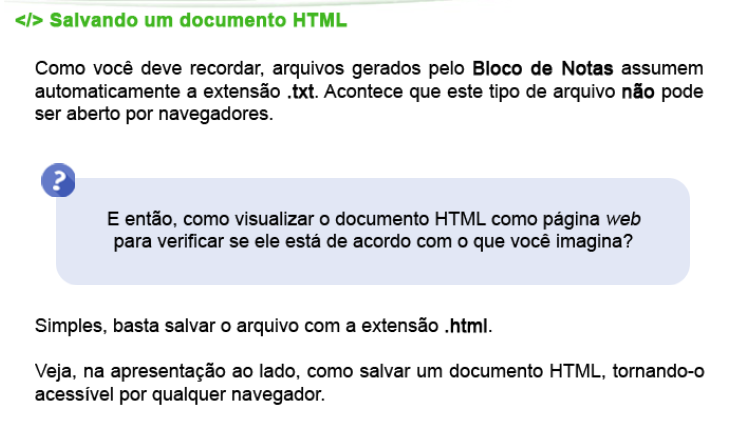 </> Salvando um documento HTML
Como você deve recordar, arquivos gerados pelo Bloco de Notas assumem
automaticamente a extensão .txt. Acontece que este tipo de arquivo não pode
ser aberto por navegadores.
?
E então, como visualizar o documento HTML como página web
para verificar se ele está de acordo com o que você imagina?
Simples, basta salvar o arquivo com a extensão .html.
Veja, na apresentação ao lado, como salvar um documento HTML, tornando-o
acessível por qualquer navegador.